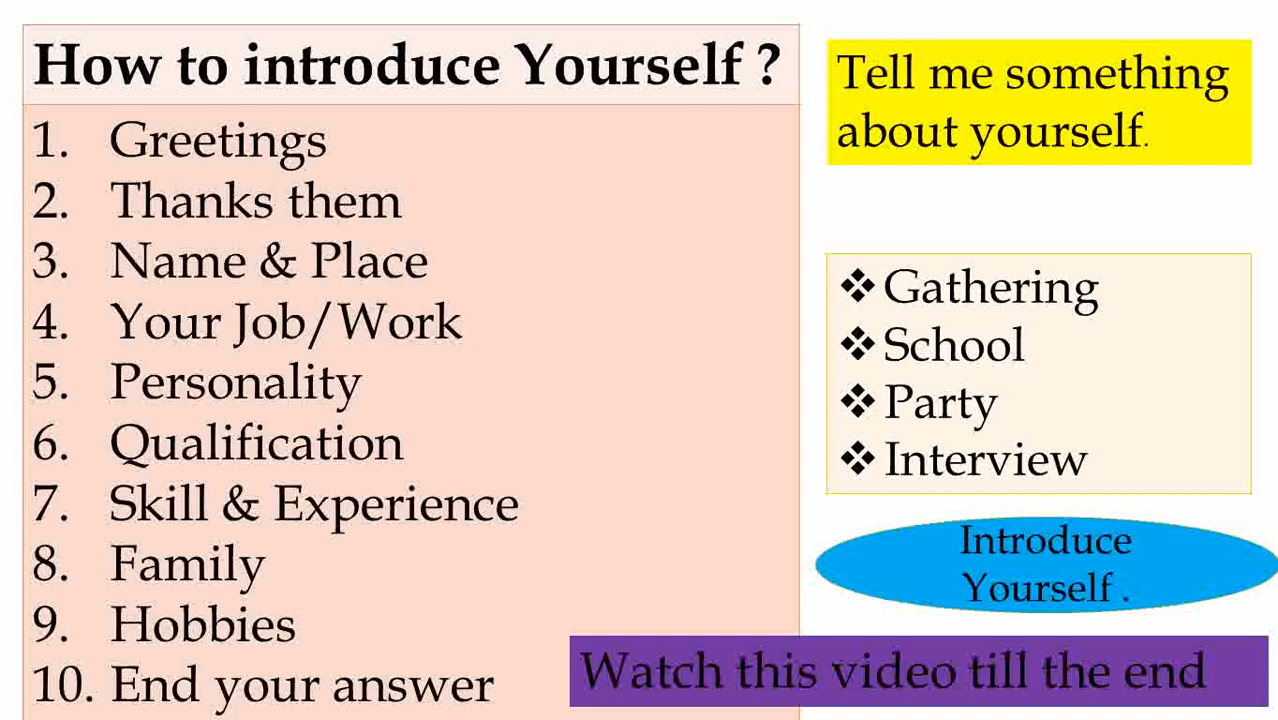 How to introduce Yourself ?
1. Greetings
2. Thanks them
3. Name & Place
4. Your Job/Work
5. Personality
6. Qualification
7. Skill & Experience
8. Family
9. Hobbies
10. End your answer
Tell me something
about yourself.
❖ Gathering
❖ School
❖ Party
❖ Interview
Introduce
Yourself .
Watch this video till the end